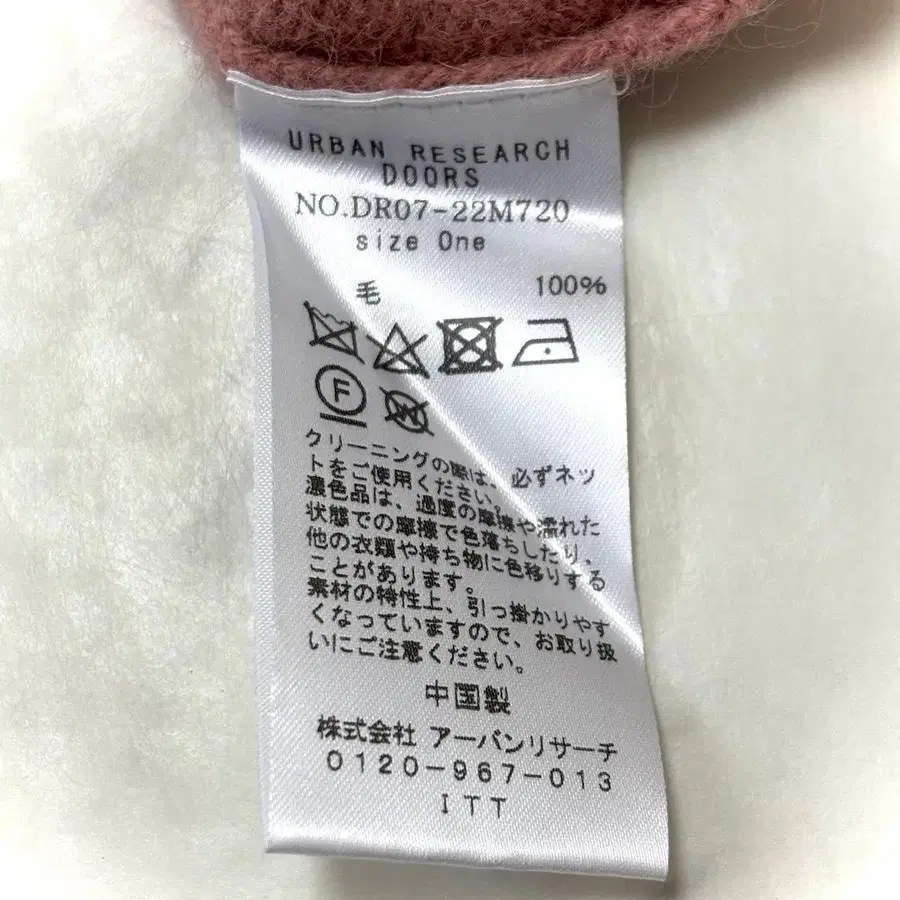 URBAN RESEARCH
DOORS
NO.DR07-22M720
size One
毛 100%
F
W
クリーニングの際は、必ずネッ
トをご使用ください。
濃色品は、過度の摩擦や濡れた
状態での摩擦で色落ちしたり、
他の衣類や持ち物に色移りする
ことがあります。
素材の特性上、引っ掛かりやす
くなっていますので、お取り扱
いにご注意ください。
中国製
株式会社 アーバンリサーチ
0120-967-013
ITT